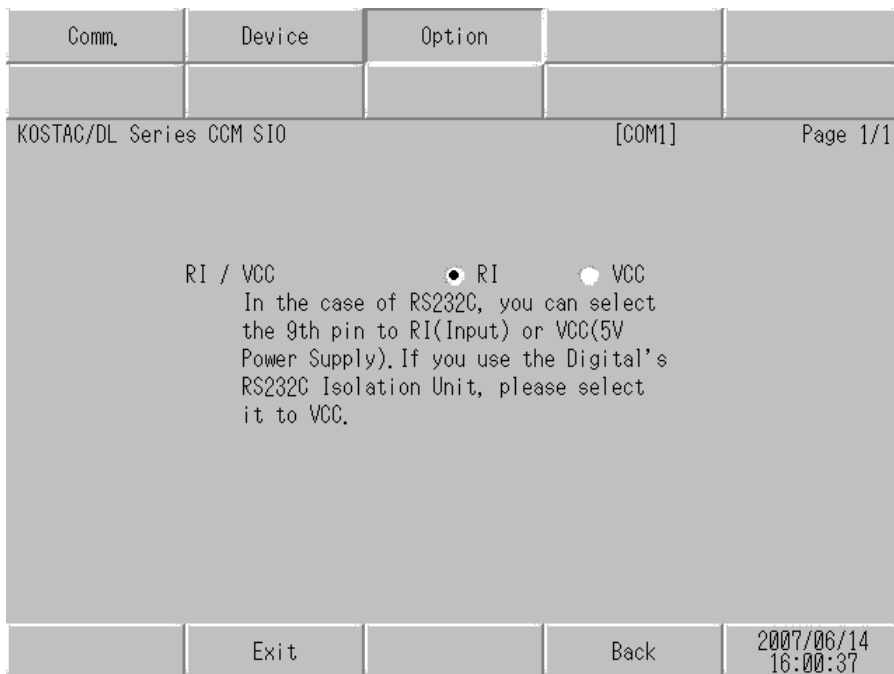 Comm. Device Option
KOSTAC/DL Series CCM SIO [COM1] Page 1/1
RI / VCC RI VCC
In the case of RS232C, you can select
the 9th pin to RI(Input) or VCC(5V
Power Supply).If you use the Digital's
RS232C Isolation Unit, please select
it to VCC.
Exit Back 2007/06/14
16:00:37